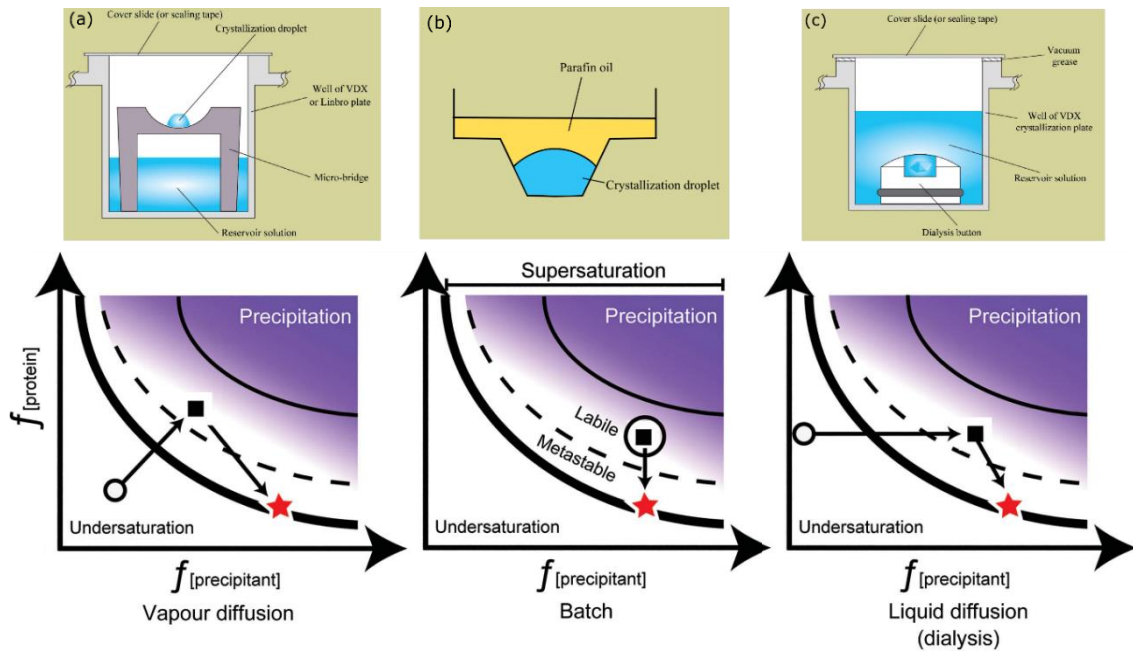 (a)
Cover slide (or sealing tape)
Crystallization droplet
Well of VDX
or Linbro plate
Micro-bridge
Reservoir solution
(b)
Parafin oil
Crystallization droplet
(c)
Cover slide (or sealing tape)
Vacuum
grease
Well of VDX
crystallization plate
Reservoir solution
Dialysis button
f[protein]
Precipitation
Undersaturation
f[precipitant]
Vapour diffusion
Supersaturation
Precipitation
Labile
Metastable
Undersaturation
f[precipitant]
Batch
Precipitation
Undersaturation
f[precipitant]
Liquid diffusion
(dialysis)